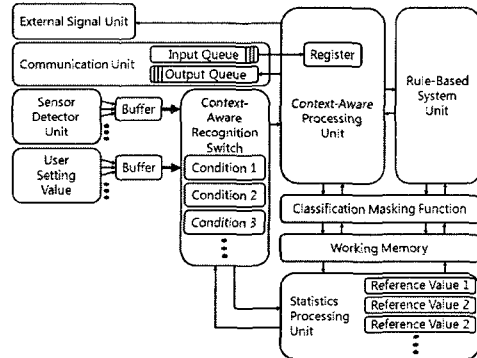 External Signal Unit
Communication Unit
Input Queue
Output Queue
Register
Context-Aware
Processing
Unit
Rule-Based
System
Unit
Sensor
Detector
Unit
Buffer
Context-
Aware
Recognition
Switch
Condition 1
Condition 2
Condition 3
User
Setting
Value
Buffer
Classification Masking Function
Working Memory
Statistics
Processing
Unit
Reference Value 1
Reference Value 2
Reference Value 2